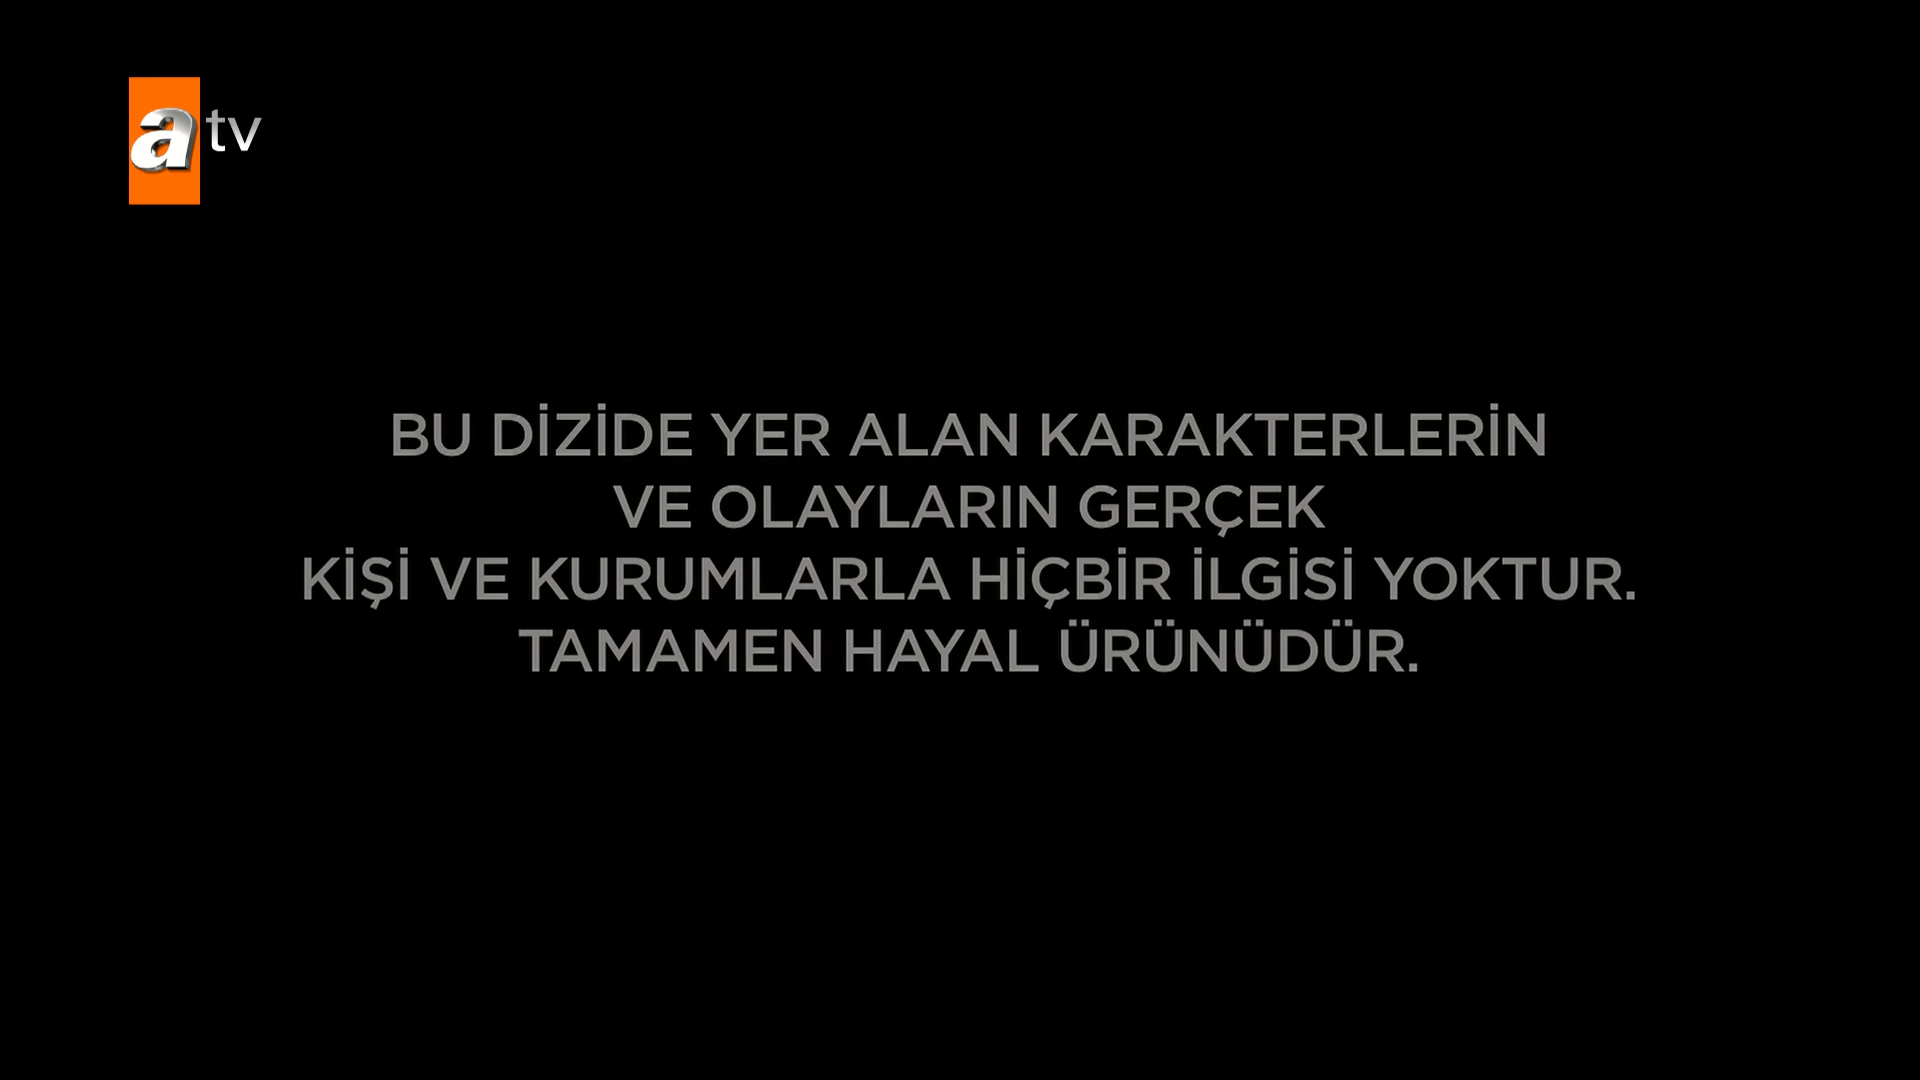 atv
BU DİZİDE YER ALAN KARAKTERLERİN
VE OLAYLARIN GERÇEK
KİŞİ VE KURUMLARLA HİÇBİR İLGİSİ YOKTUR.
TAMAMEN HAYAL ÜRÜNÜDÜR.